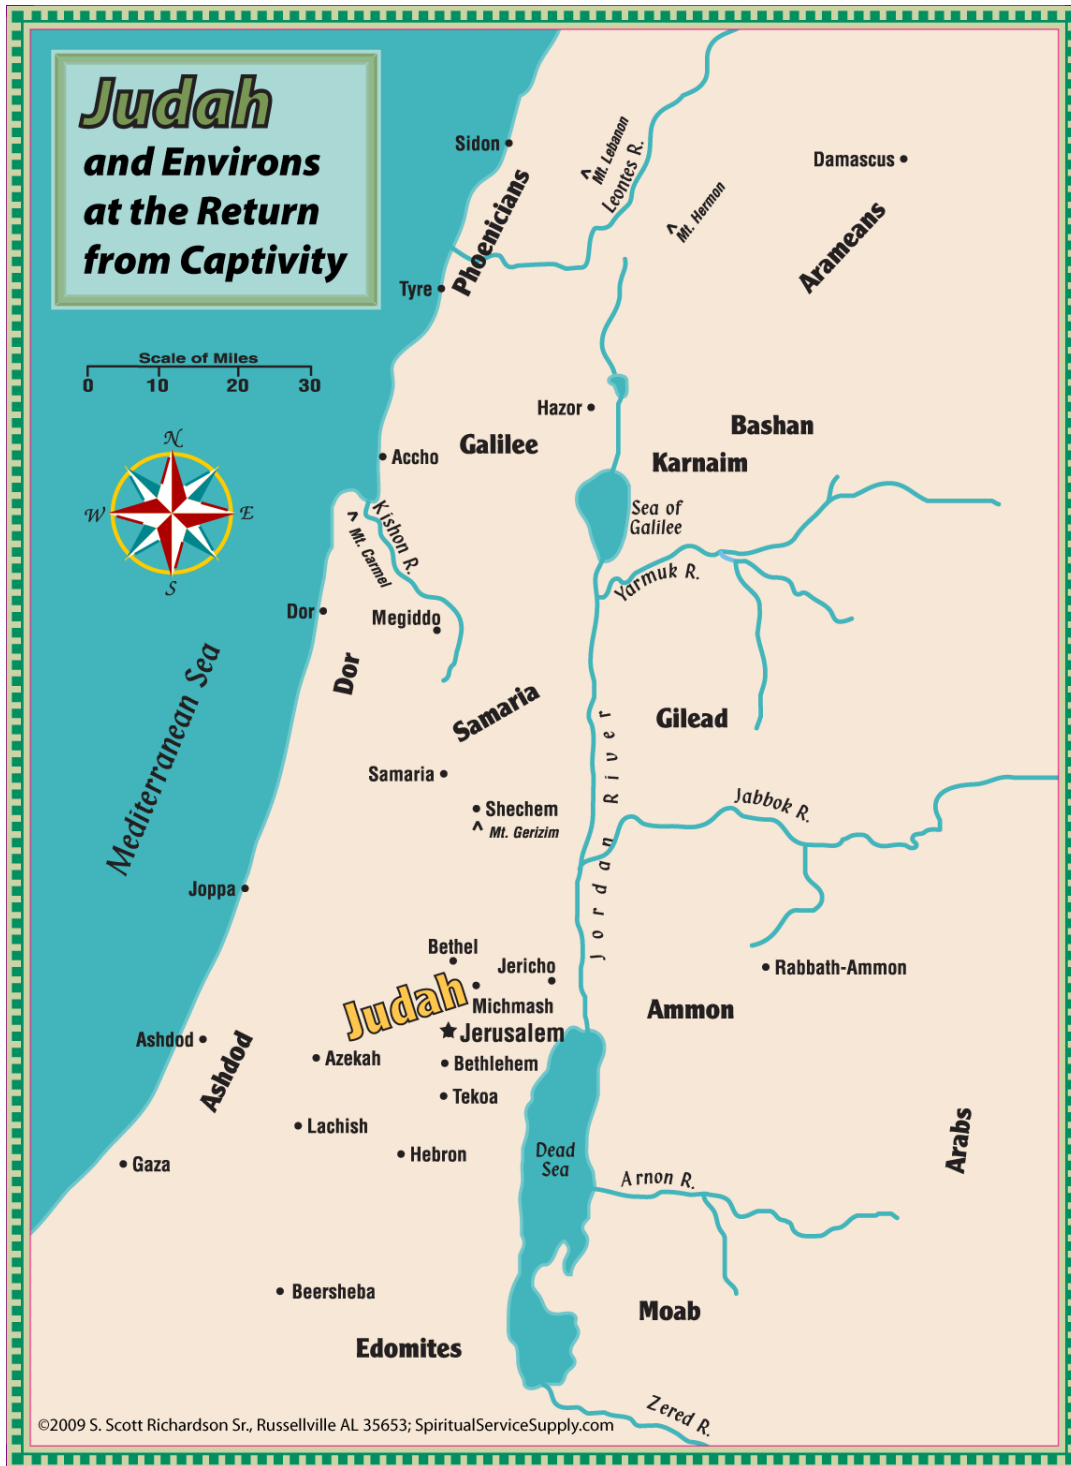 Judah
and Environs
at the Return
from Captivity
Scale of Miles
0 10 20 30
N
W E
S
Sidon
Mt. Lebanon
Leontes R.
Damascus
Mt. Hermon
Phoenicians
Arameans
Tyre
Hazor
Bashan
Galilee
Accho
Karnaim
Sea of
Galilee
Kishon R.
Mt. Carmel
Yarmuk R.
Dor
Megiddo
Dor
Mediterranean Sea
Samaria
Gilead
Jordan River
Samaria
Shechem
Mt. Gerizim
Jabbok R.
Joppa
Bethel
Jericho
Rabbath-Ammon
Judah
Michmash
Ammon
Jerusalem
Ashdod
Ashdod
Azekah
Bethlehem
Tekoa
Lachish
Hebron
Gaza
Dead
Sea
Arnon R.
Arabs
Beersheba
Moab
Edomites
Zered R.
©2009 S. Scott Richardson Sr., Russellville AL 35653; SpiritualServiceSupply.com